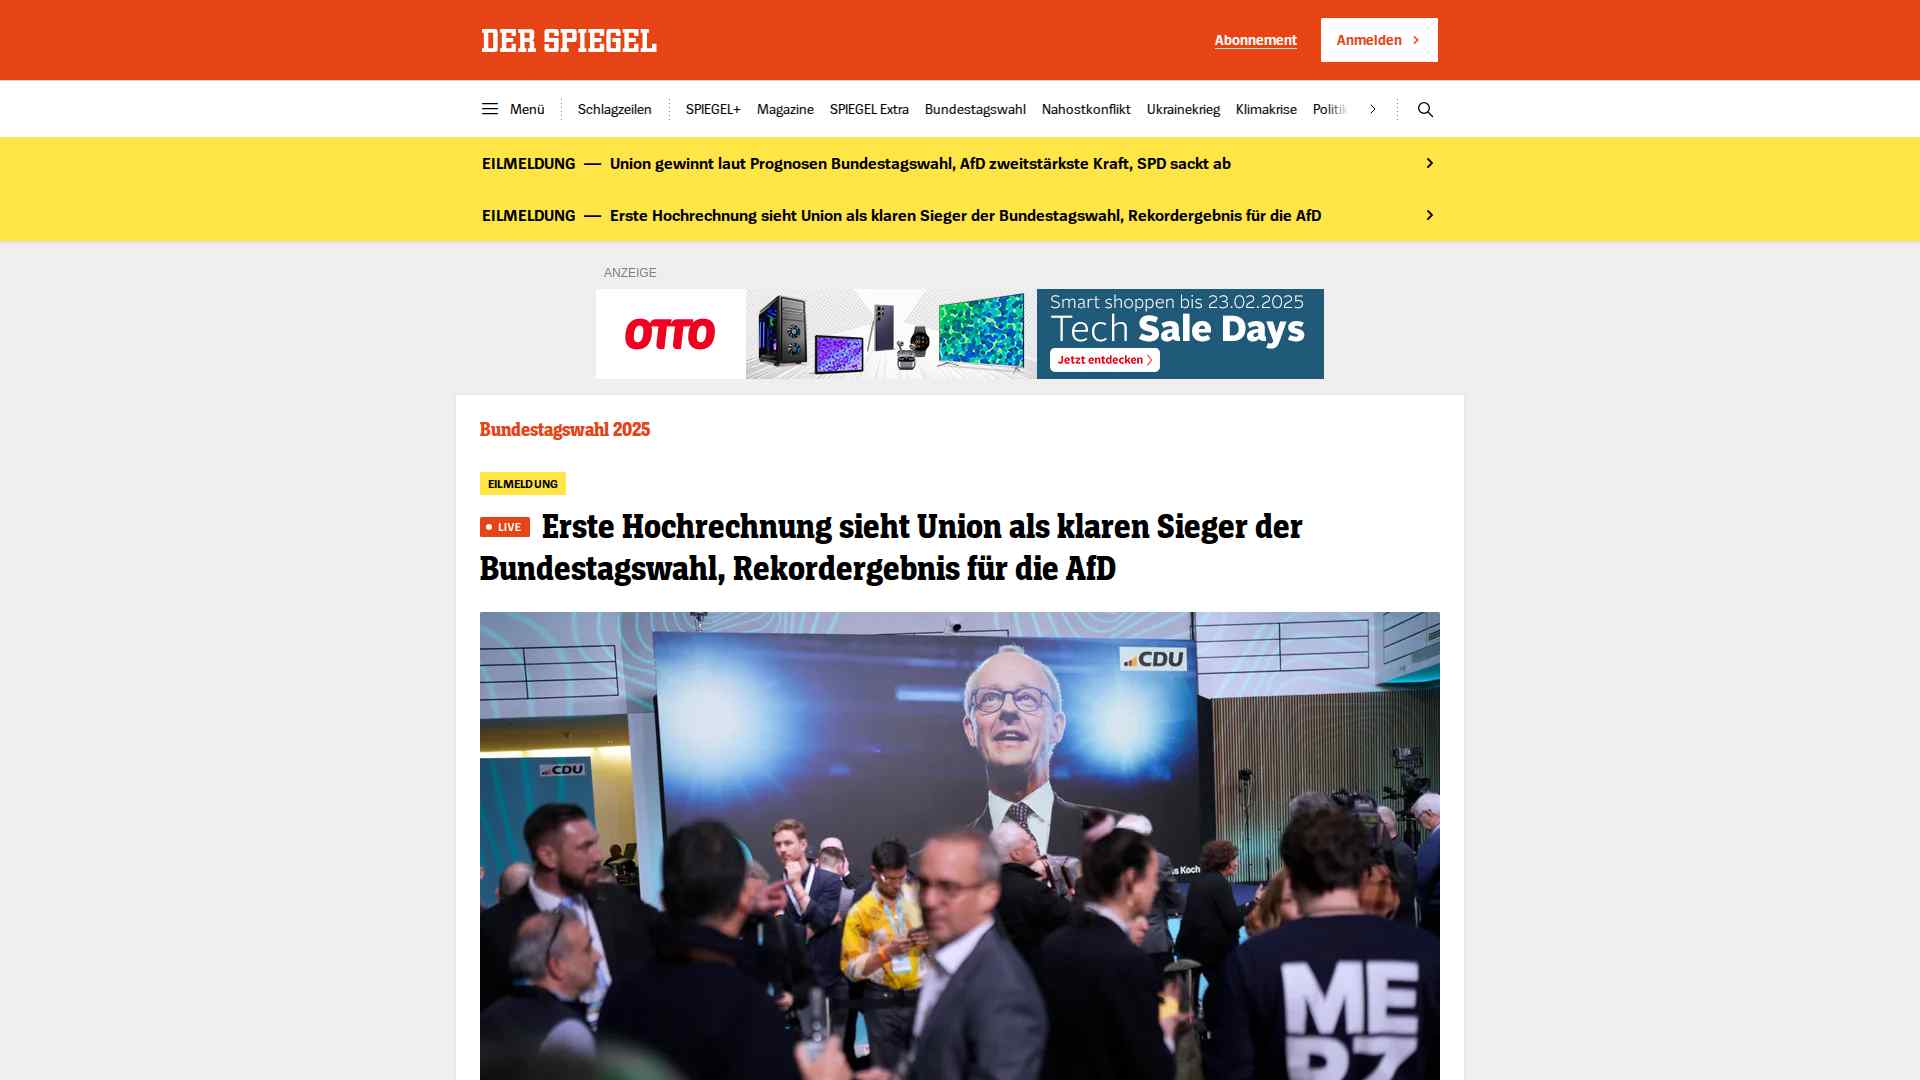 DER SPIEGEL
Abonnement
Anmelden
Menü
Schlagzeilen
SPIEGEL+
Magazine
SPIEGEL Extra
Bundestagswahl
Nahostkonflikt
Ukrainekrieg
Klimakrise
Politik
EILMELDUNG — Union gewinnt laut Prognosen Bundestagswahl, AfD zweitstärkste Kraft, SPD sackt ab
EILMELDUNG — Erste Hochrechnung sieht Union als klaren Sieger der Bundestagswahl, Rekordergebnis für die AfD
ANZEIGE
OTTO
Smart shoppen bis 23.02.2025
Tech Sale Days
Jetzt entdecken
Bundestagswahl 2025
EILMELDUNG
LIVE Erste Hochrechnung sieht Union als klaren Sieger der
Bundestagswahl, Rekordergebnis für die AfD
CDU
CDU
Koch
ME
RZ